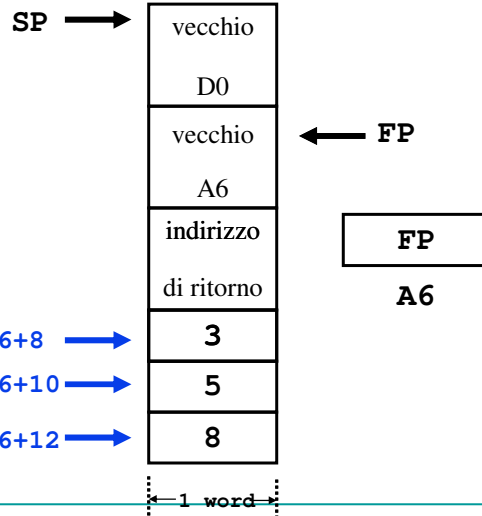 SP
vecchio
D0
vecchio
FP
A6
indirizzo
FP
di ritorno
A6
6+8
3
6+10
5
6+12
8
1 word